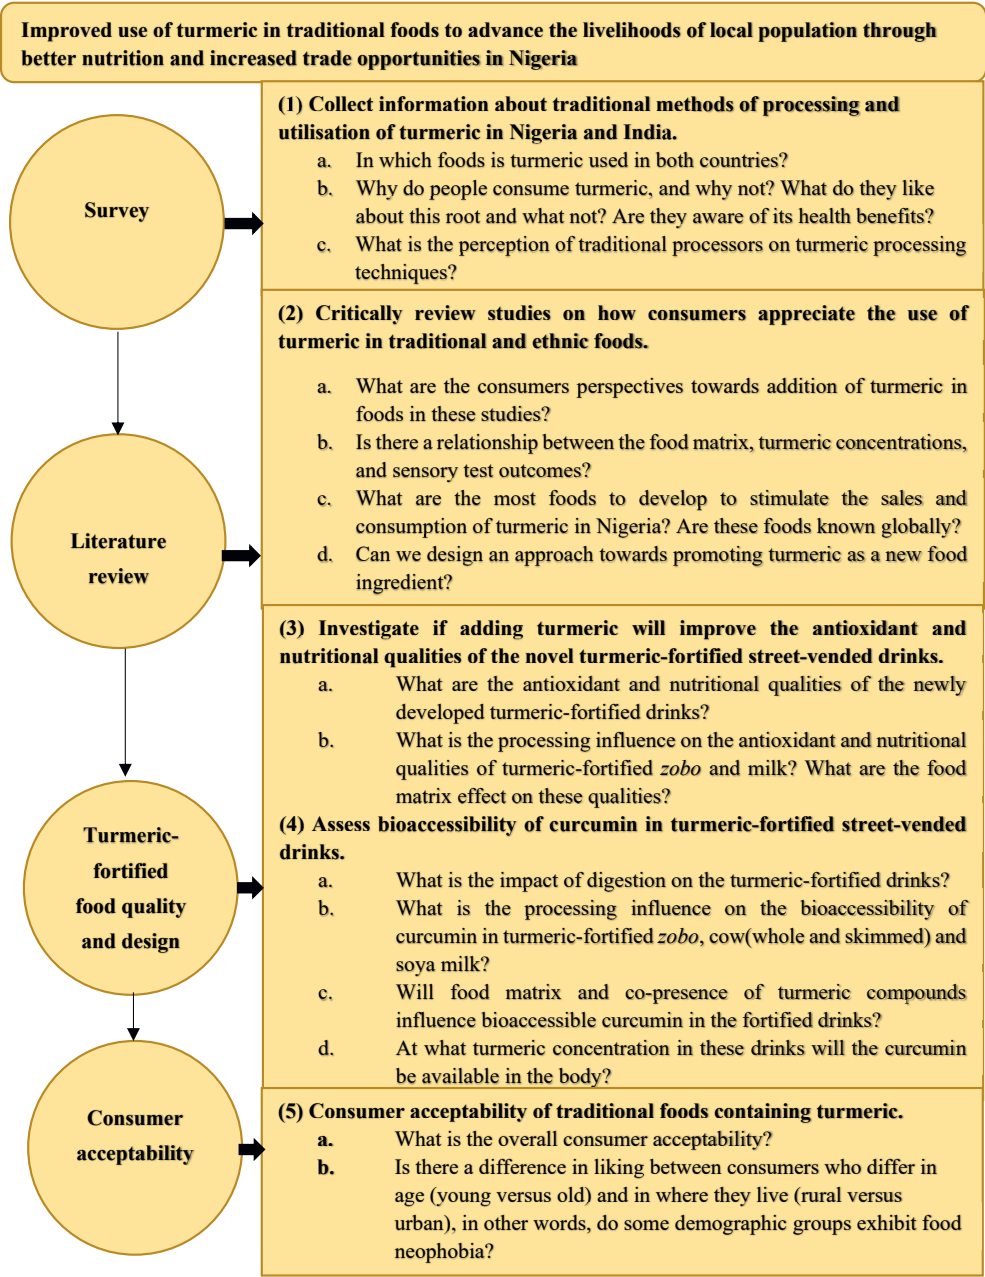 Improved use of turmeric in traditional foods to advance the livelihoods of local population through
better nutrition and increased trade opportunities in Nigeria
Survey
(1) Collect information about traditional methods of processing and
utilisation of turmeric in Nigeria and India.
a. In which foods is turmeric used in both countries?
b. Why do people consume turmeric, and why not? What do they like
about this root and what not? Are they aware of its health benefits?
c. What is the perception of traditional processors on turmeric processing
techniques?
Literature
review
(2) Critically review studies on how consumers appreciate the use of
turmeric in traditional and ethnic foods.
a. What are the consumers perspectives towards addition of turmeric in
foods in these studies?
b. Is there a relationship between the food matrix, turmeric concentrations,
and sensory test outcomes?
c. What are the most foods to develop to stimulate the sales and
consumption of turmeric in Nigeria? Are these foods known globally?
d. Can we design an approach towards promoting turmeric as a new food
ingredient?
Turmeric-
fortified
food quality
and design
(3) Investigate if adding turmeric will improve the antioxidant and
nutritional qualities of the novel turmeric-fortified street-vended drinks.
a. What are the antioxidant and nutritional qualities of the newly
developed turmeric-fortified drinks?
b. What is the processing influence on the antioxidant and nutritional
qualities of turmeric-fortified zobo and milk? What are the food
matrix effect on these qualities?
(4) Assess bioaccessibility of curcumin in turmeric-fortified street-vended
drinks.
a. What is the impact of digestion on the turmeric-fortified drinks?
b. What is the processing influence on the bioaccessibility of
curcumin in turmeric-fortified zobo, cow(whole and skimmed) and
soya milk?
c. Will food matrix and co-presence of turmeric compounds
influence bioaccessible curcumin in the fortified drinks?
d. At what turmeric concentration in these drinks will the curcumin
be available in the body?
Consumer
acceptability
(5) Consumer acceptability of traditional foods containing turmeric.
a. What is the overall consumer acceptability?
b. Is there a difference in liking between consumers who differ in
age (young versus old) and in where they live (rural versus
urban), in other words, do some demographic groups exhibit food
neophobia?